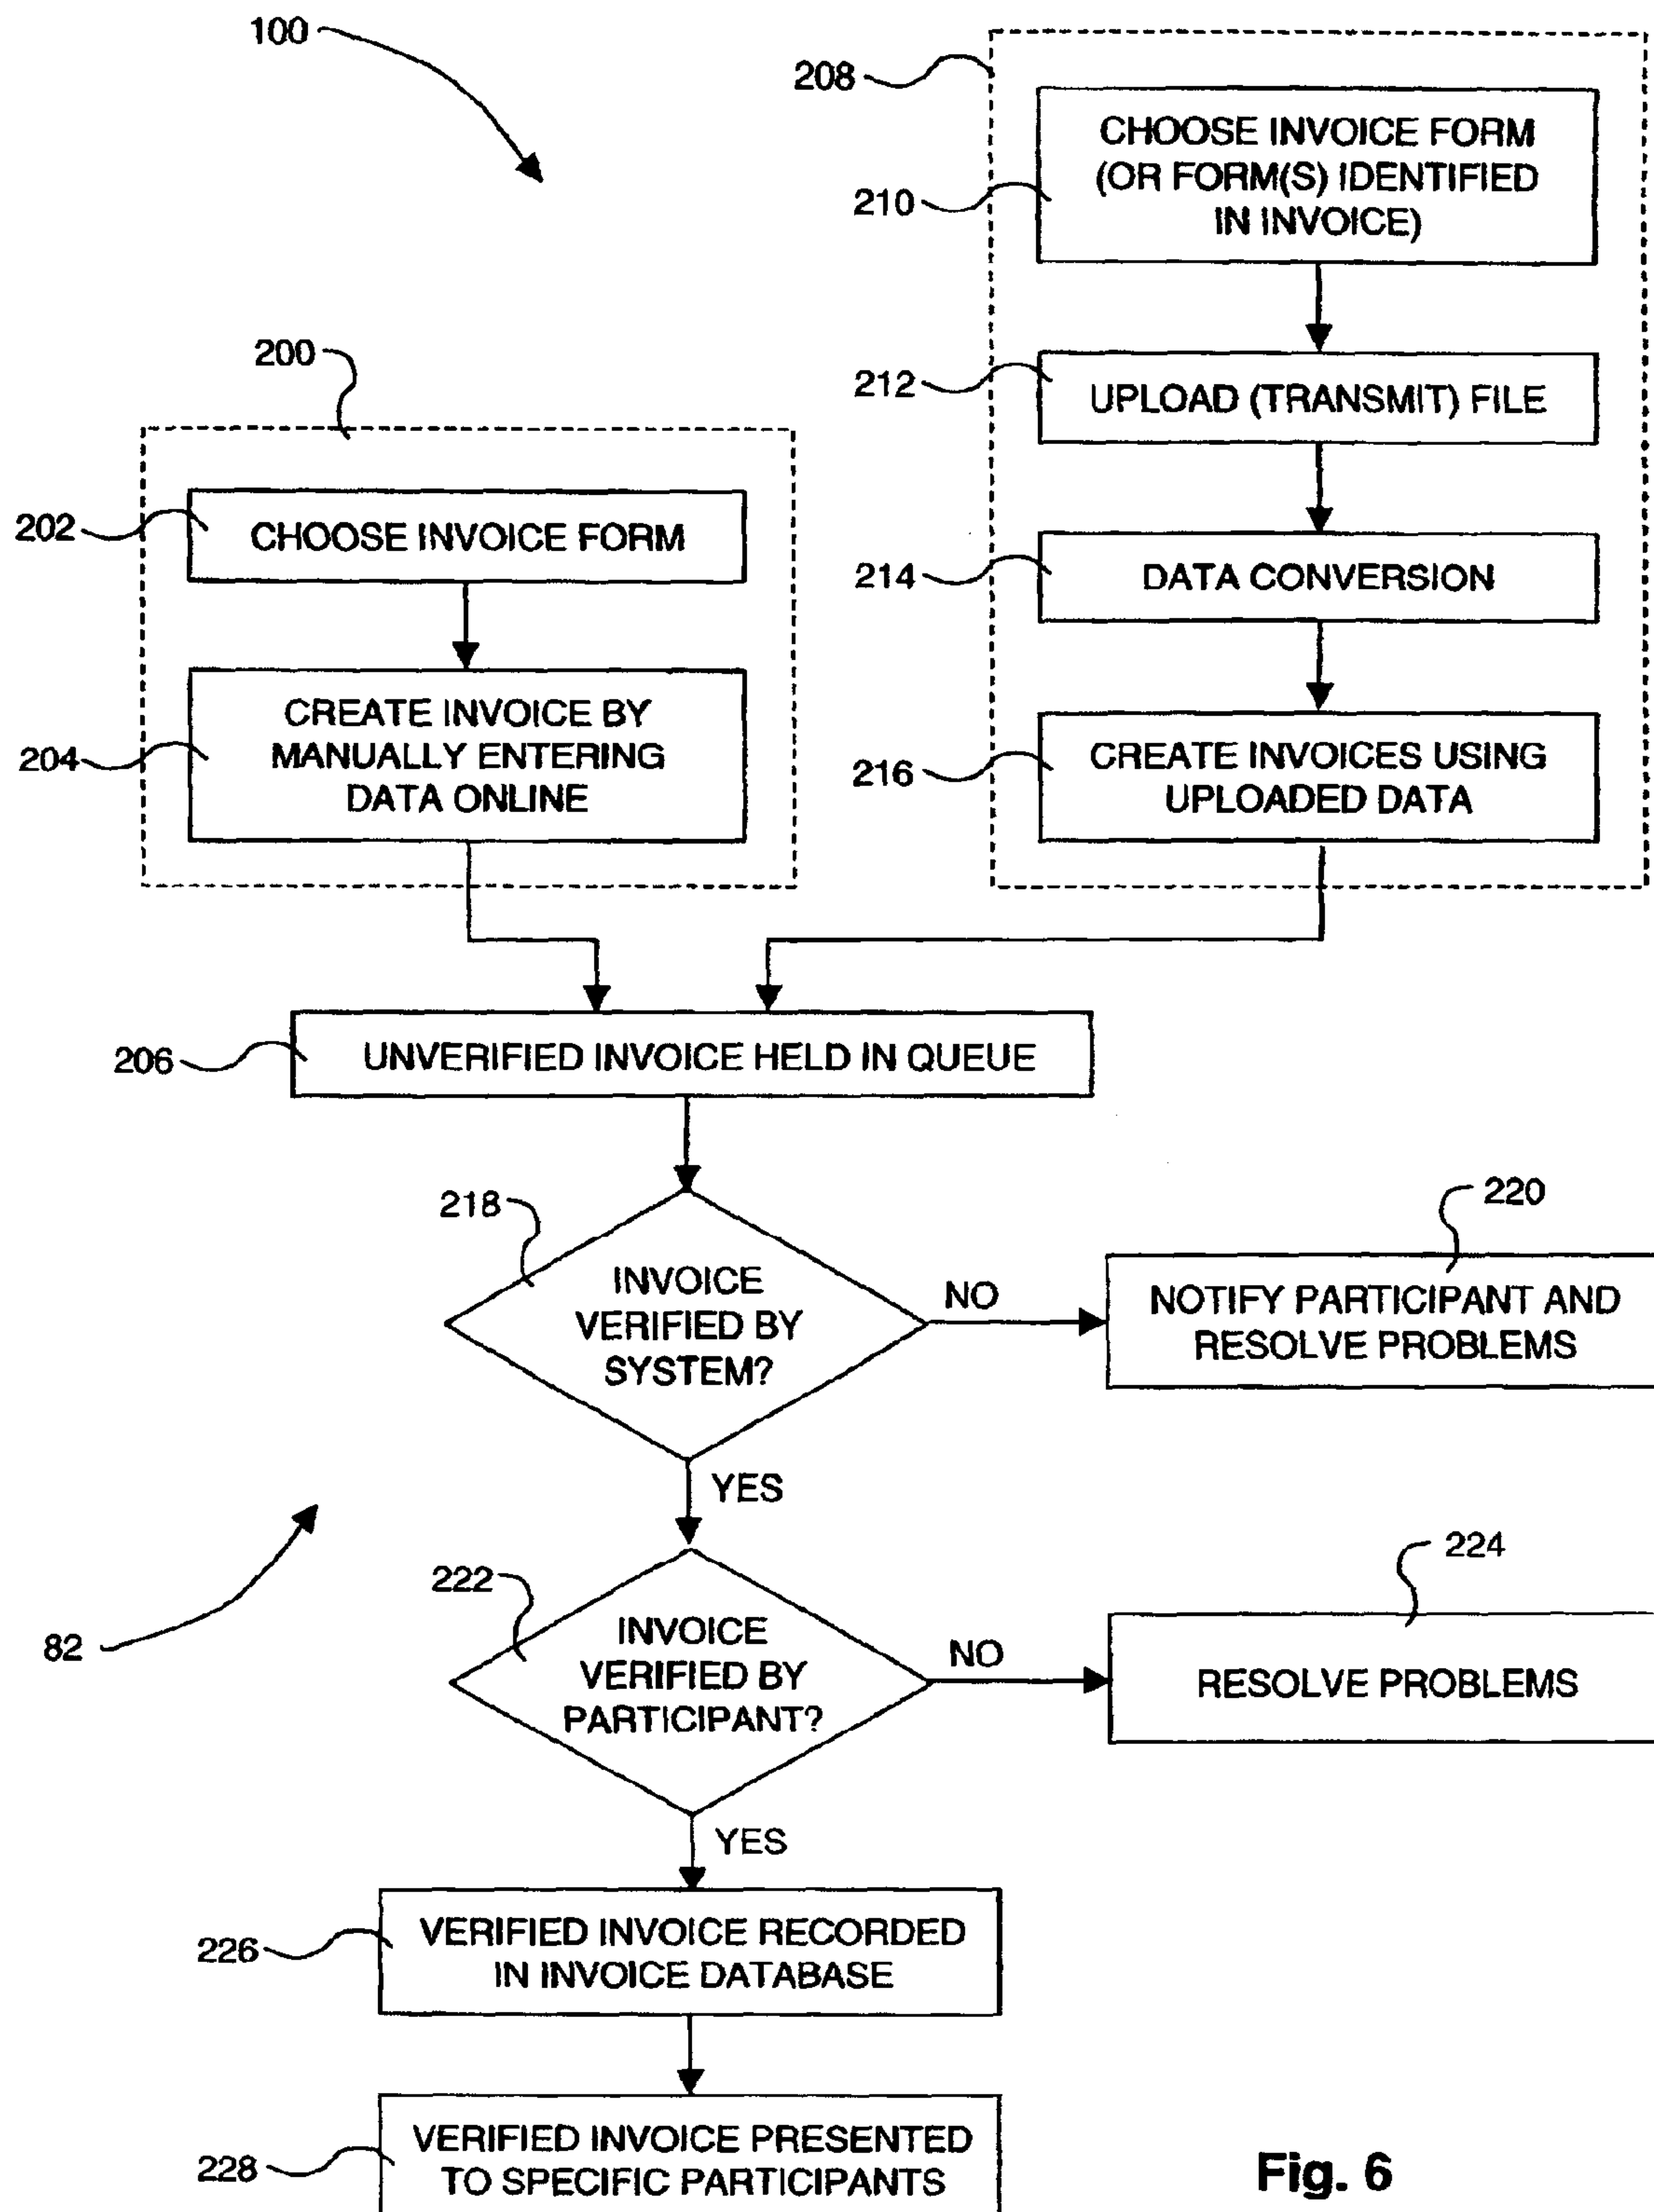 100
208
210
CHOOSE INVOICE FORM
(OR FORM(S) IDENTIFIED
IN INVOICE)
212
UPLOAD (TRANSMIT) FILE
214
DATA CONVERSION
216
CREATE INVOICES USING
UPLOADED DATA
200
202
CHOOSE INVOICE FORM
204
CREATE INVOICE BY
MANUALLY ENTERING
DATA ONLINE
206
UNVERIFIED INVOICE HELD IN QUEUE
218
INVOICE
VERIFIED BY
SYSTEM?
NO
220
NOTIFY PARTICIPANT AND
RESOLVE PROBLEMS
YES
82
222
INVOICE
VERIFIED BY
PARTICIPANT?
NO
224
RESOLVE PROBLEMS
YES
226
VERIFIED INVOICE RECORDED
IN INVOICE DATABASE
228
VERIFIED INVOICE PRESENTED
TO SPECIFIC PARTICIPANTS
Fig. 6